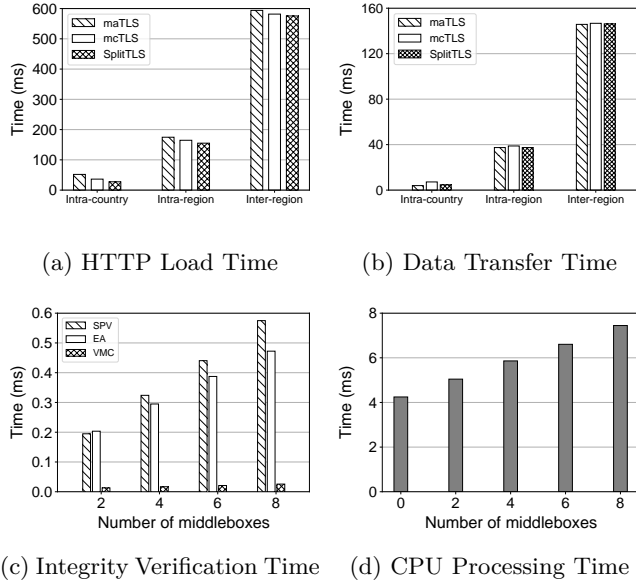 600
500
400
300
200
100
0
Time (ms)
maTLS
mcTLS
SplitTLS
Intra-country Intra-region Inter-region
(a) HTTP Load Time
160
120
80
40
0
Time (ms)
maTLS
mcTLS
SplitTLS
Intra-country Intra-region Inter-region
(b) Data Transfer Time
0.6
0.5
0.4
0.3
0.2
0.1
0.0
Time (ms)
SPV
EA
VMC
2 4 6 8
Number of middleboxes
(c) Integrity Verification Time
8
6
4
2
0
Time (ms)
0 2 4 6 8
Number of middleboxes
(d) CPU Processing Time